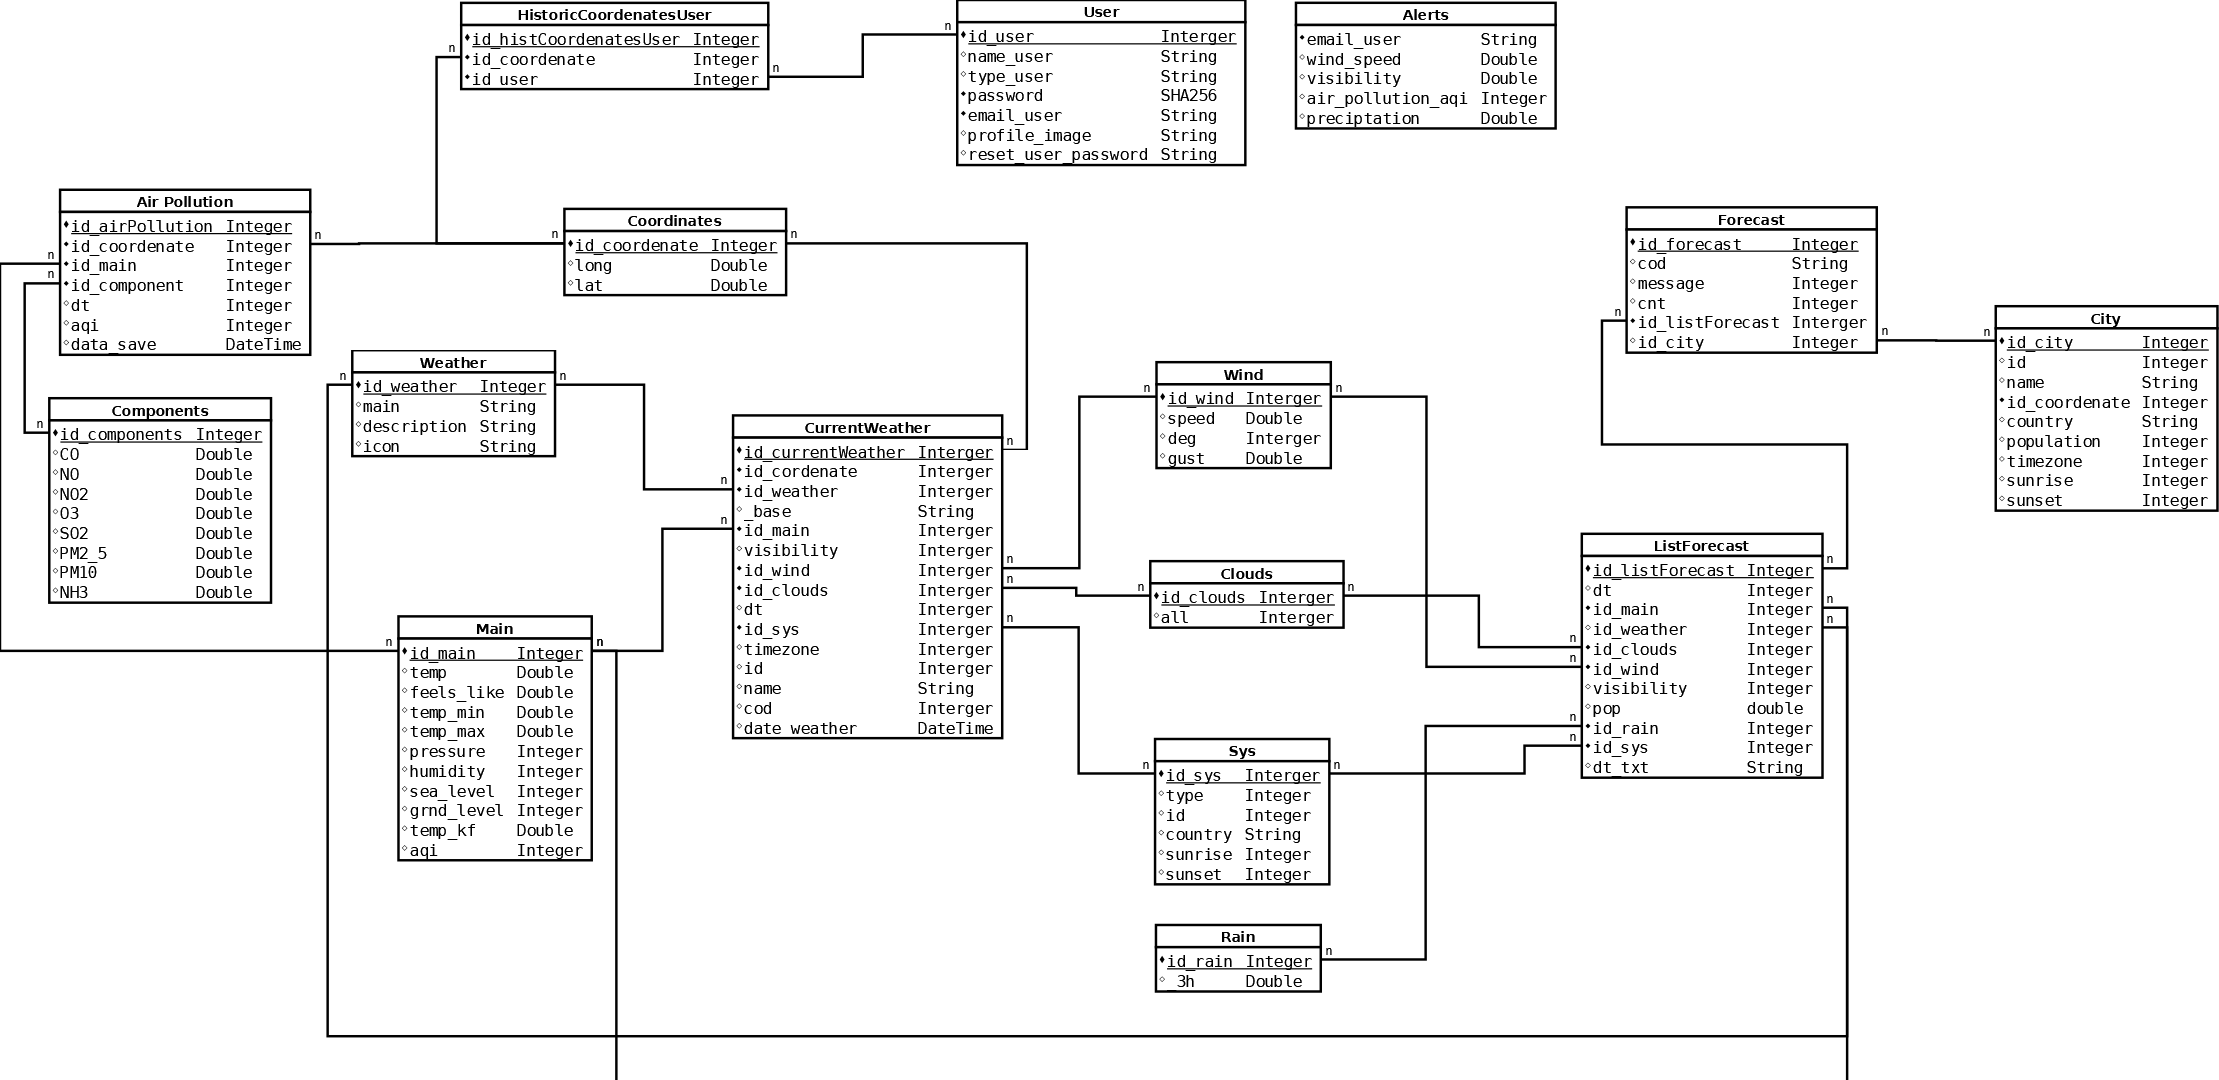 HistoricCoordenatesUser
id_histCoordenatesUser Integer
id_coordenate Integer
id_user Integer
n
n
User
id_user Interger
name_user String
type_user String
password SHA256
email_user String
profile_image String
reset_user_password String
n
Alerts
email_user String
wind_speed Double
visibility Double
air_pollution_aqi Integer
preciptation Double
Air Pollution
id_airPollution Integer
id_coordenate Integer
id_main Integer
id_component Integer
dt Integer
aqi Integer
data_save DateTime
n
n
n
Coordinates
id_coordenate Integer
long Double
lat Double
n
n
Forecast
id_forecast Integer
cod String
message Integer
cnt Integer
id_listForecast Interger
id_city Integer
n
n
City
id_city Integer
id Integer
name String
id_coordenate Integer
country String
population Integer
timezone Integer
sunrise Integer
sunset Integer
n
Weather
id_weather Integer
main String
description String
icon String
n
n
Components
id_components Integer
CO Double
NO Double
NO2 Double
O3 Double
SO2 Double
PM2_5 Double
PM10 Double
NH3 Double
n
CurrentWeather
id_currentWeather Interger
id_cordenate Interger
id_weather Interger
_base String
id_main Interger
visibility Interger
id_wind Interger
id_clouds Interger
dt Interger
id_sys Interger
timezone Interger
id Interger
name String
cod Interger
date_weather DateTime
n
n
n
n
n
n
Wind
id_wind Interger
speed Double
deg Interger
gust Double
n
n
Clouds
id_clouds Interger
all Interger
n
n
ListForecast
id_listForecast Integer
dt Integer
id_main Integer
id_weather Integer
id_clouds Integer
id_wind Integer
visibility Integer
pop double
id_rain Integer
id_sys Integer
dt_txt String
n
n
n
n
n
n
n
Main
id_main Integer
temp Double
feels_like Double
temp_min Double
temp_max Double
pressure Integer
humidity Integer
sea_level Integer
grnd_level Integer
temp_kf Double
aqi Integer
n
n
Sys
id_sys Interger
type Integer
id Integer
country String
sunrise Integer
sunset Integer
n
n
Rain
id_rain Integer
_3h Double
n